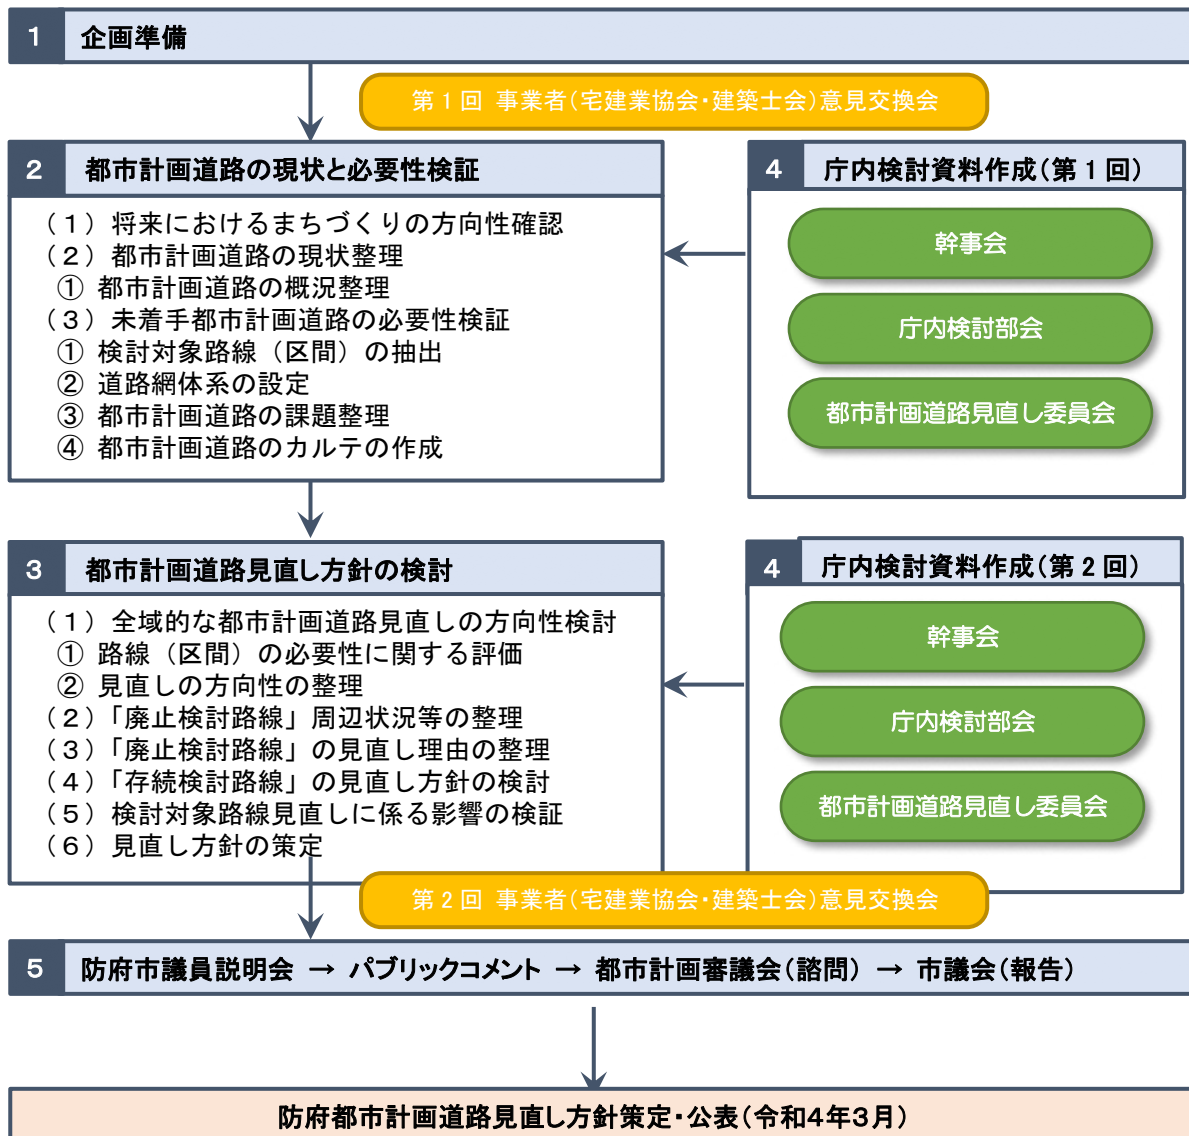 1 企画準備
第1回 事業者(宅建業協会・建築士会)意見交換会
2 都市計画道路の現状と必要性検証
(1)将来におけるまちづくりの方向性確認
(2)都市計画道路の現状整理
① 都市計画道路の概況整理
(3)未着手都市計画道路の必要性検証
① 検討対象路線(区間)の抽出
② 道路網体系の設定
③ 都市計画道路の課題整理
④ 都市計画道路のカルテの作成
4 庁内検討資料作成(第1回)
幹事会
庁内検討部会
都市計画道路見直し委員会
3 都市計画道路見直し方針の検討
(1)全域的な都市計画道路見直しの方向性検討
① 路線(区間)の必要性に関する評価
② 見直しの方向性の整理
(2)「廃止検討路線」周辺状況等の整理
(3)「廃止検討路線」の見直し理由の整理
(4)「存続検討路線」の見直し方針の検討
(5)検討対象路線見直しに係る影響の検証
(6)見直し方針の策定
4 庁内検討資料作成(第2回)
幹事会
庁内検討部会
都市計画道路見直し委員会
第2回 事業者(宅建業協会・建築士会)意見交換会
5 防府市議員説明会 → パブリックコメント → 都市計画審議会(諮問) → 市議会(報告)
防府都市計画道路見直し方針策定・公表(令和4年3月)